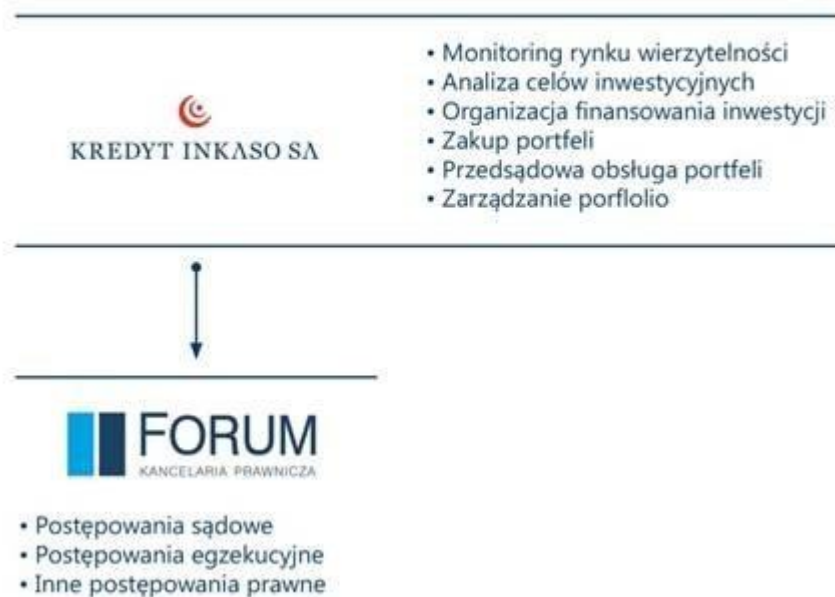 KREDYT INKASO SA
• Monitoring rynku wierzytelności
• Analiza celów inwestycyjnych
• Organizacja finansowania inwestycji
• Zakup portfeli
• Przedsądowa obsługa portfeli
• Zarządzanie porflolio
FORUM
KANCELARIA PRAWNICZA
• Postępowania sądowe
• Postępowania egzekucyjne
• Inne postępowania prawne